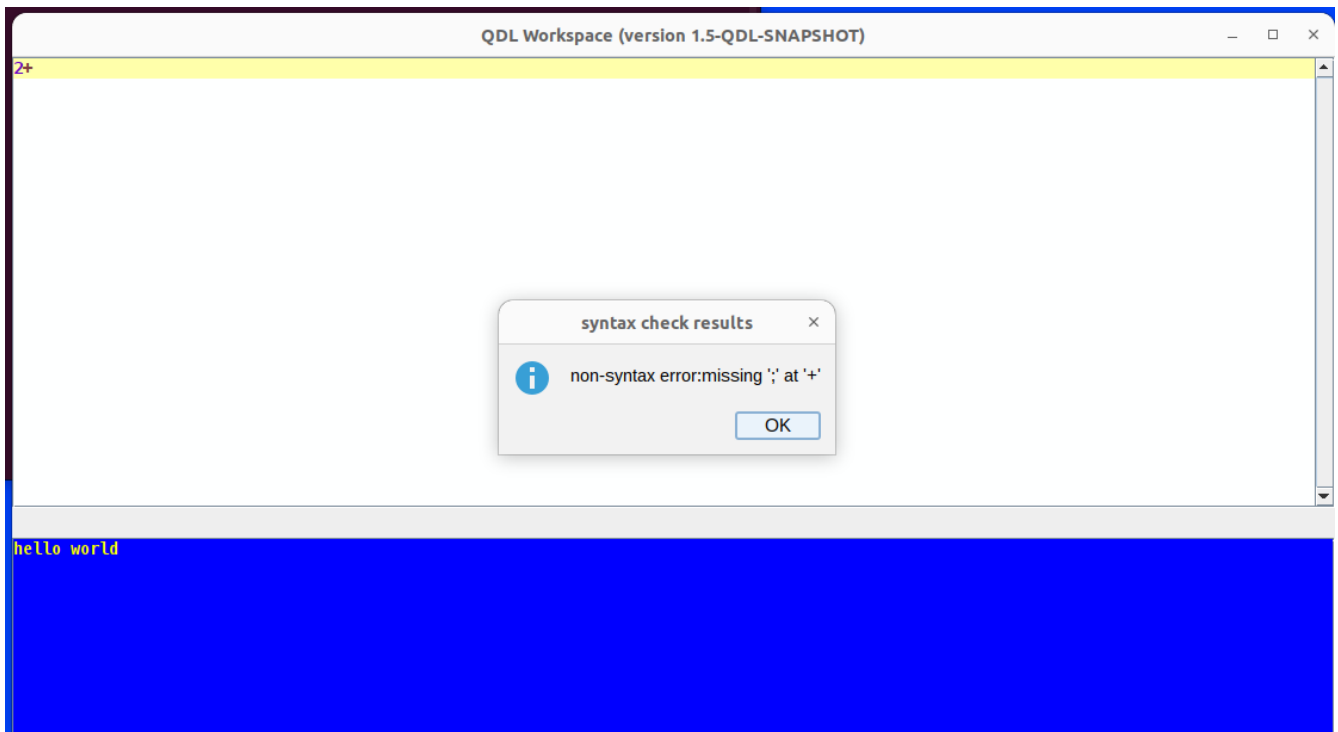 QDL Workspace (version 1.5-QDL-SNAPSHOT)
2+
syntax check results
non-syntax error:missing ';' at '+'
OK
hello world